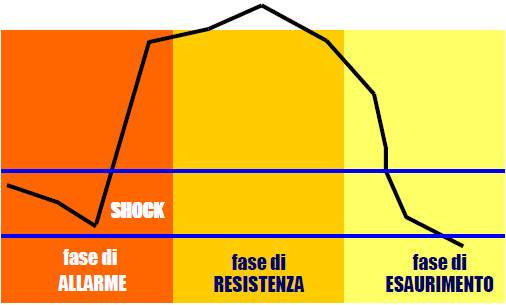 SHOCK
fase di
ALLARME
fase di
RESISTENZA
fase di
ESAURIMENTO